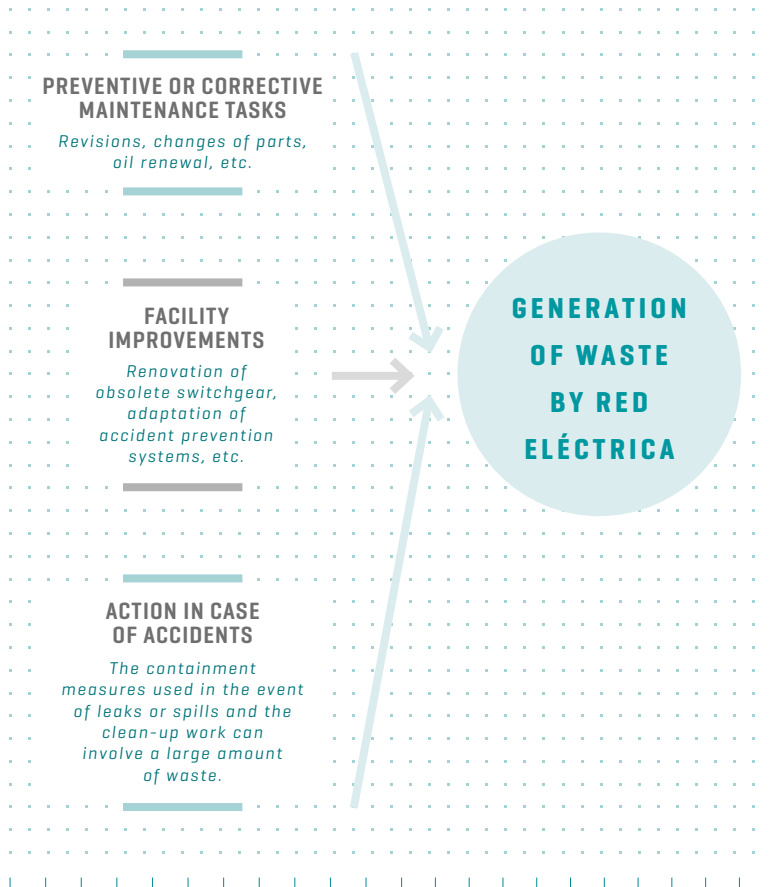 PREVENTIVE OR CORRECTIVE
MAINTENANCE TASKS
Revisions, changes of parts,
oil renewal, etc.
FACILITY
IMPROVEMENTS
Renovation of
obsolete switchgear,
adaptation of
accident prevention
systems, etc.
ACTION IN CASE
OF ACCIDENTS
The containment
measures used in the event
of leaks or spills and the
clean-up work can
involve a large amount
of waste.
GENERATION
OF WASTE
BY RED
ELÉCTRICA